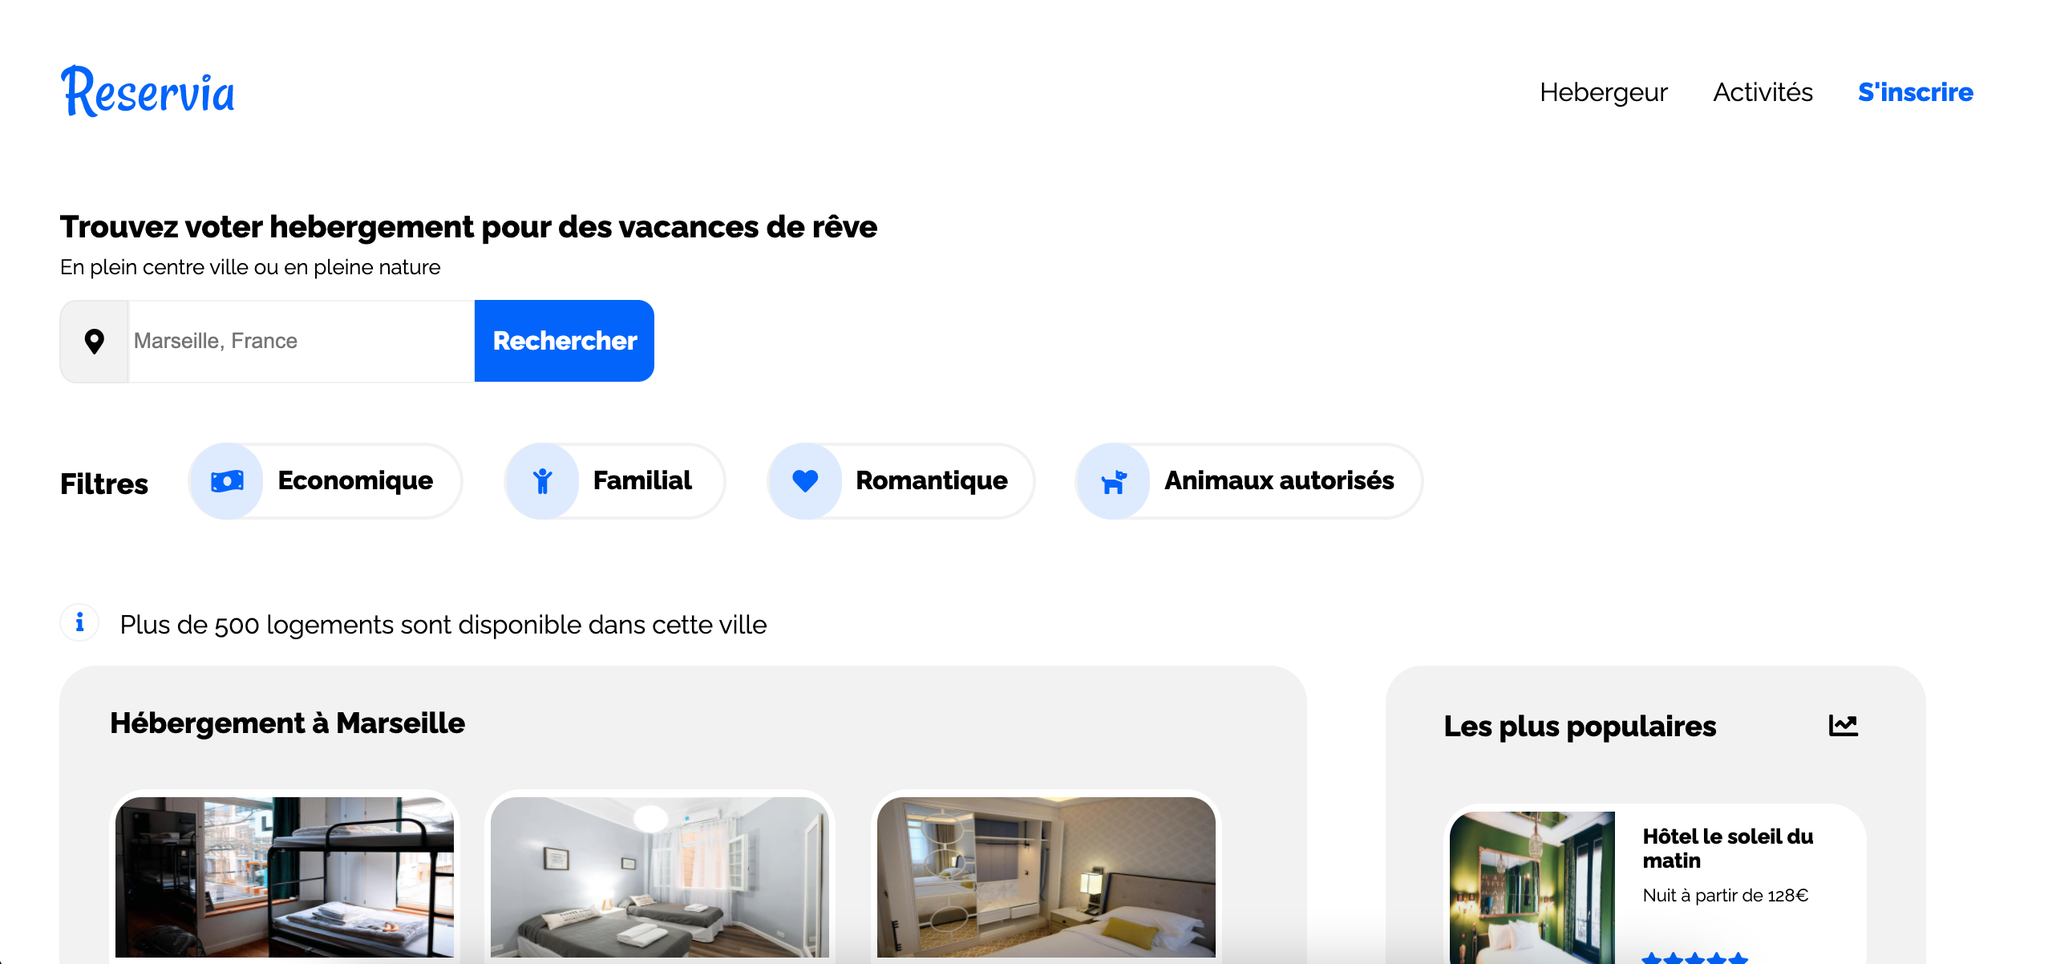 Reservia
Hebergeur
Activités
S'inscrire
Trouvez voter hebergement pour des vacances de rêve
En plein centre ville ou en pleine nature
Marseille, France
Rechercher
Filtres
Economique
Familial
Romantique
Animaux autorisés
Plus de 500 logements sont disponible dans cette ville
Hébergement à Marseille
Les plus populaires
Hôtel le soleil du
matin
Nuit à partir de 128€